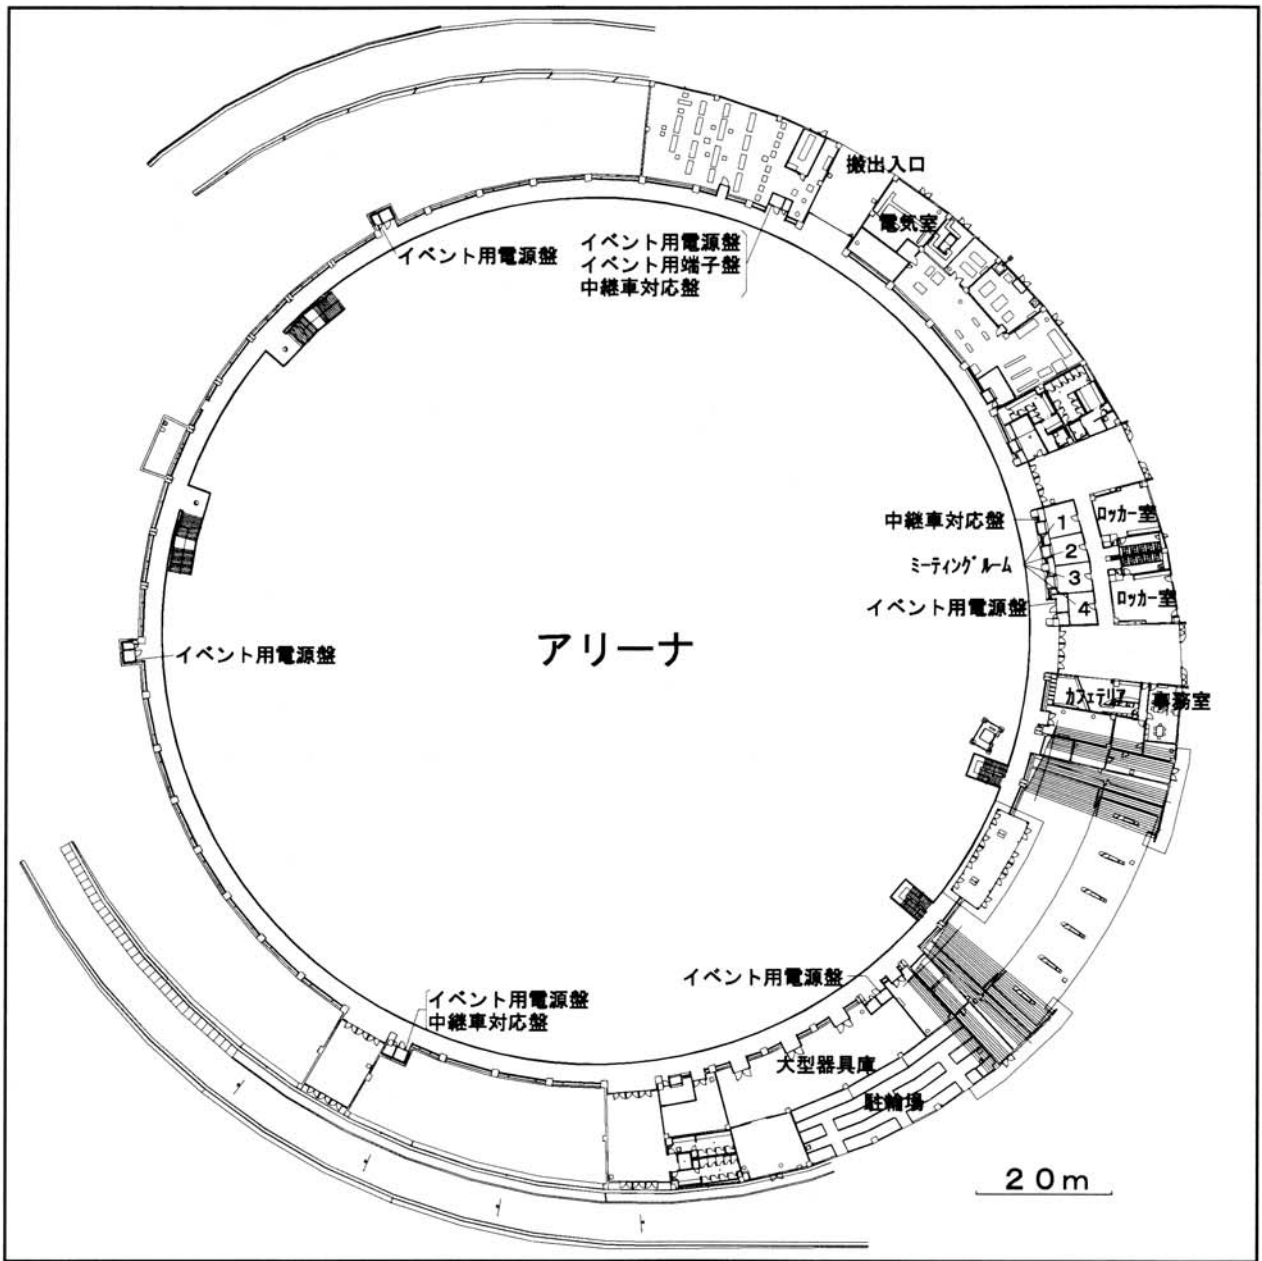 搬出入口
電気室
イベント用電源盤
イベント用電源盤
イベント用端子盤
中継車対応盤
中継車対応盤
1
ロッカー室
2
ミーティングルーム
3
ロッカー室
イベント用電源盤
4
アリーナ
イベント用電源盤
カフェテリア
事務室
イベント用電源盤
イベント用電源盤
中継車対応盤
大型器具庫
駐輪場
20m